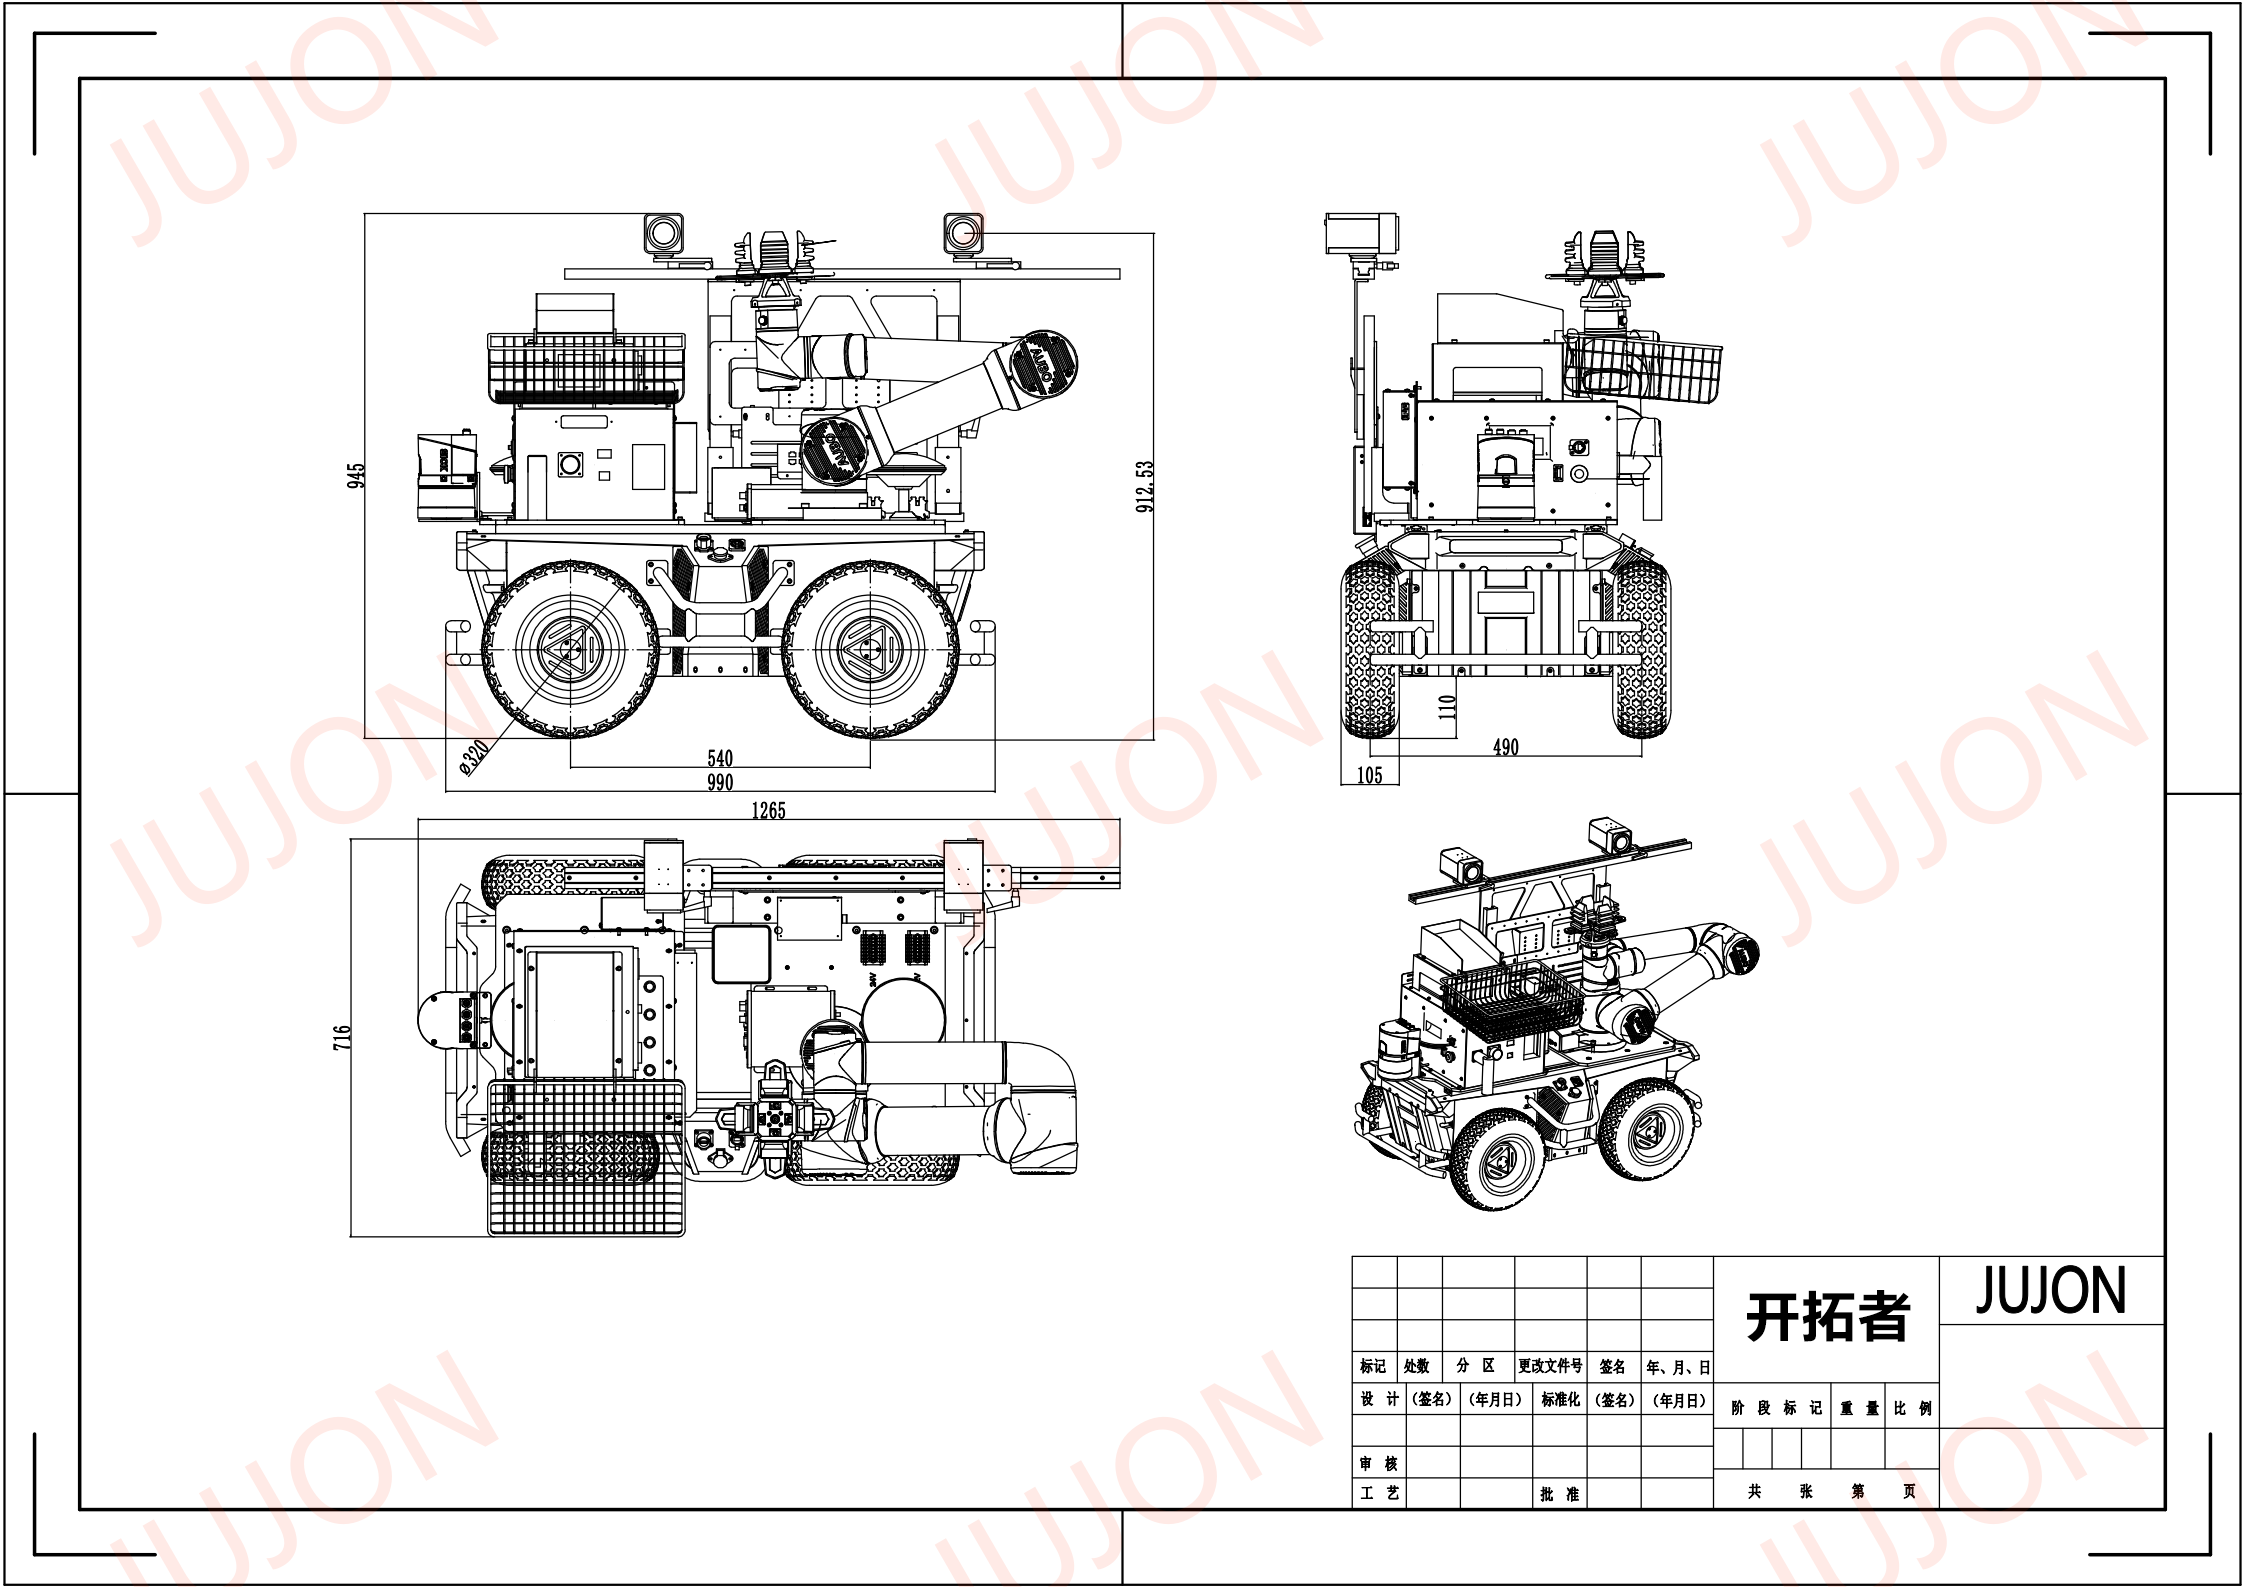 JUJON JUJON JUJON
945
912.53
SICK
AUBO
AUBO
ø320
540
990
110
490
105
1265
716
24V
JUJON JUJON JUJON
开拓者
JUJON
标记 处数 分 区 更改文件号 签名 年、月、日
设 计 (签名) (年月日) 标准化 (签名) (年月日)
阶 段 标 记 重 量 比 例
审 核
工 艺 批 准
共 张 第 页
JUJON JUJON JUJON